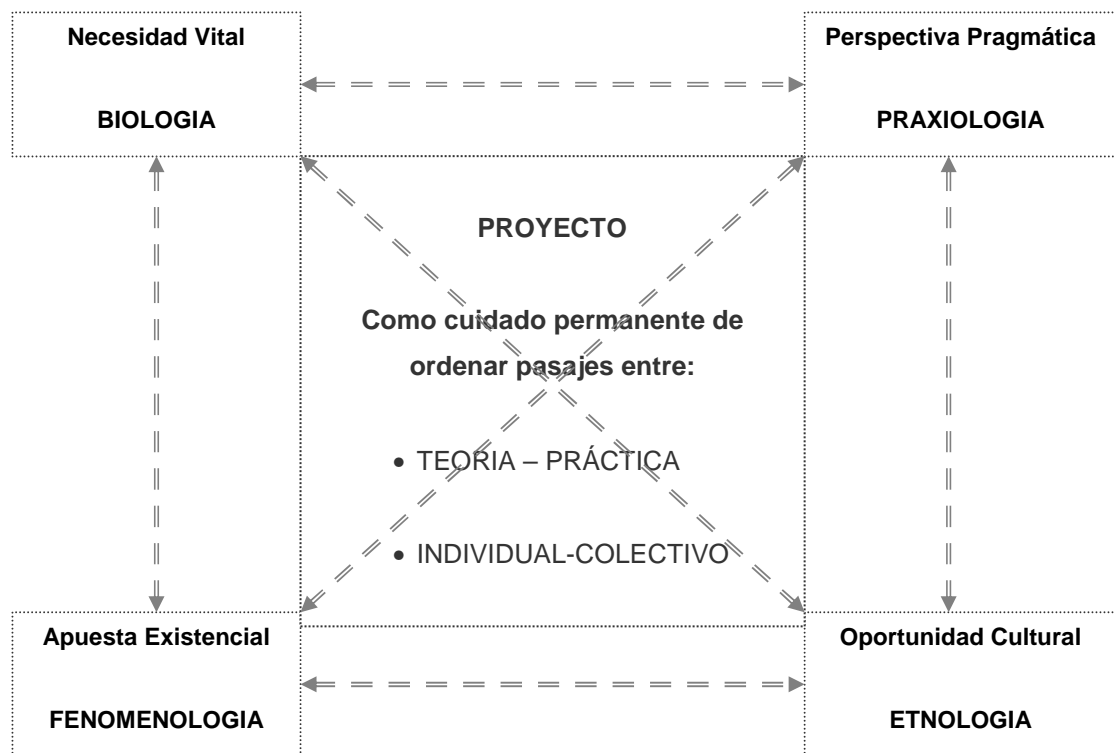 Necesidad Vital
BIOLOGIA
Perspectiva Pragmática
PRAXIOLOGIA
PROYECTO
Como cuidado permanente de
ordenar pasajes entre:
• TEORIA – PRÁCTICA
• INDIVIDUAL-COLECTIVO
Apuesta Existencial
FENOMENOLOGIA
Oportunidad Cultural
ETNOLOGIA